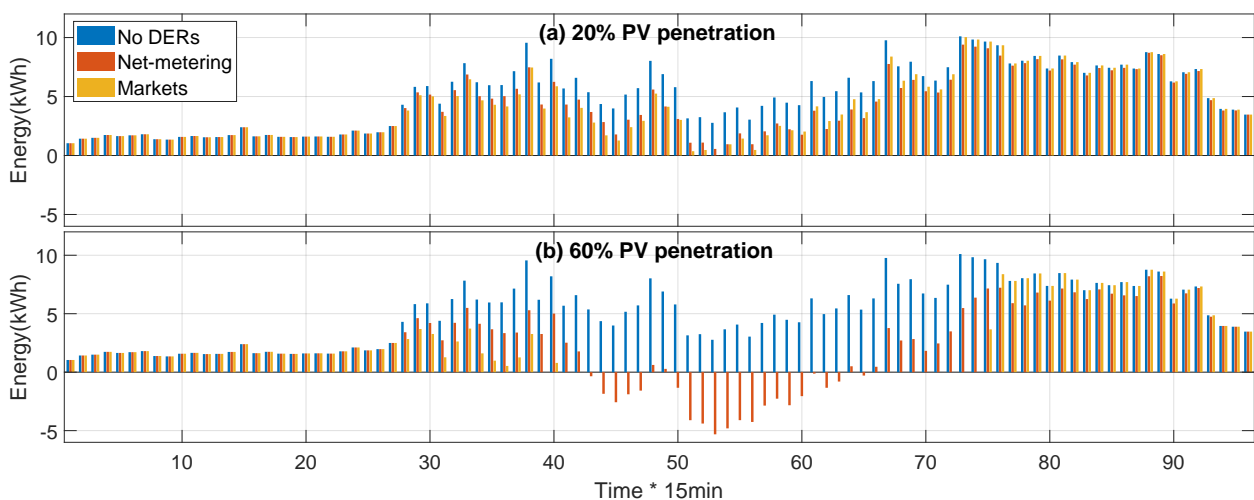 (a) 20% PV penetration
No DERs
Net-metering
Markets
Energy(kWh)
10
5
0
-5
(b) 60% PV penetration
Energy(kWh)
10
5
0
-5
10 20 30 40 50 60 70 80 90
Time * 15min